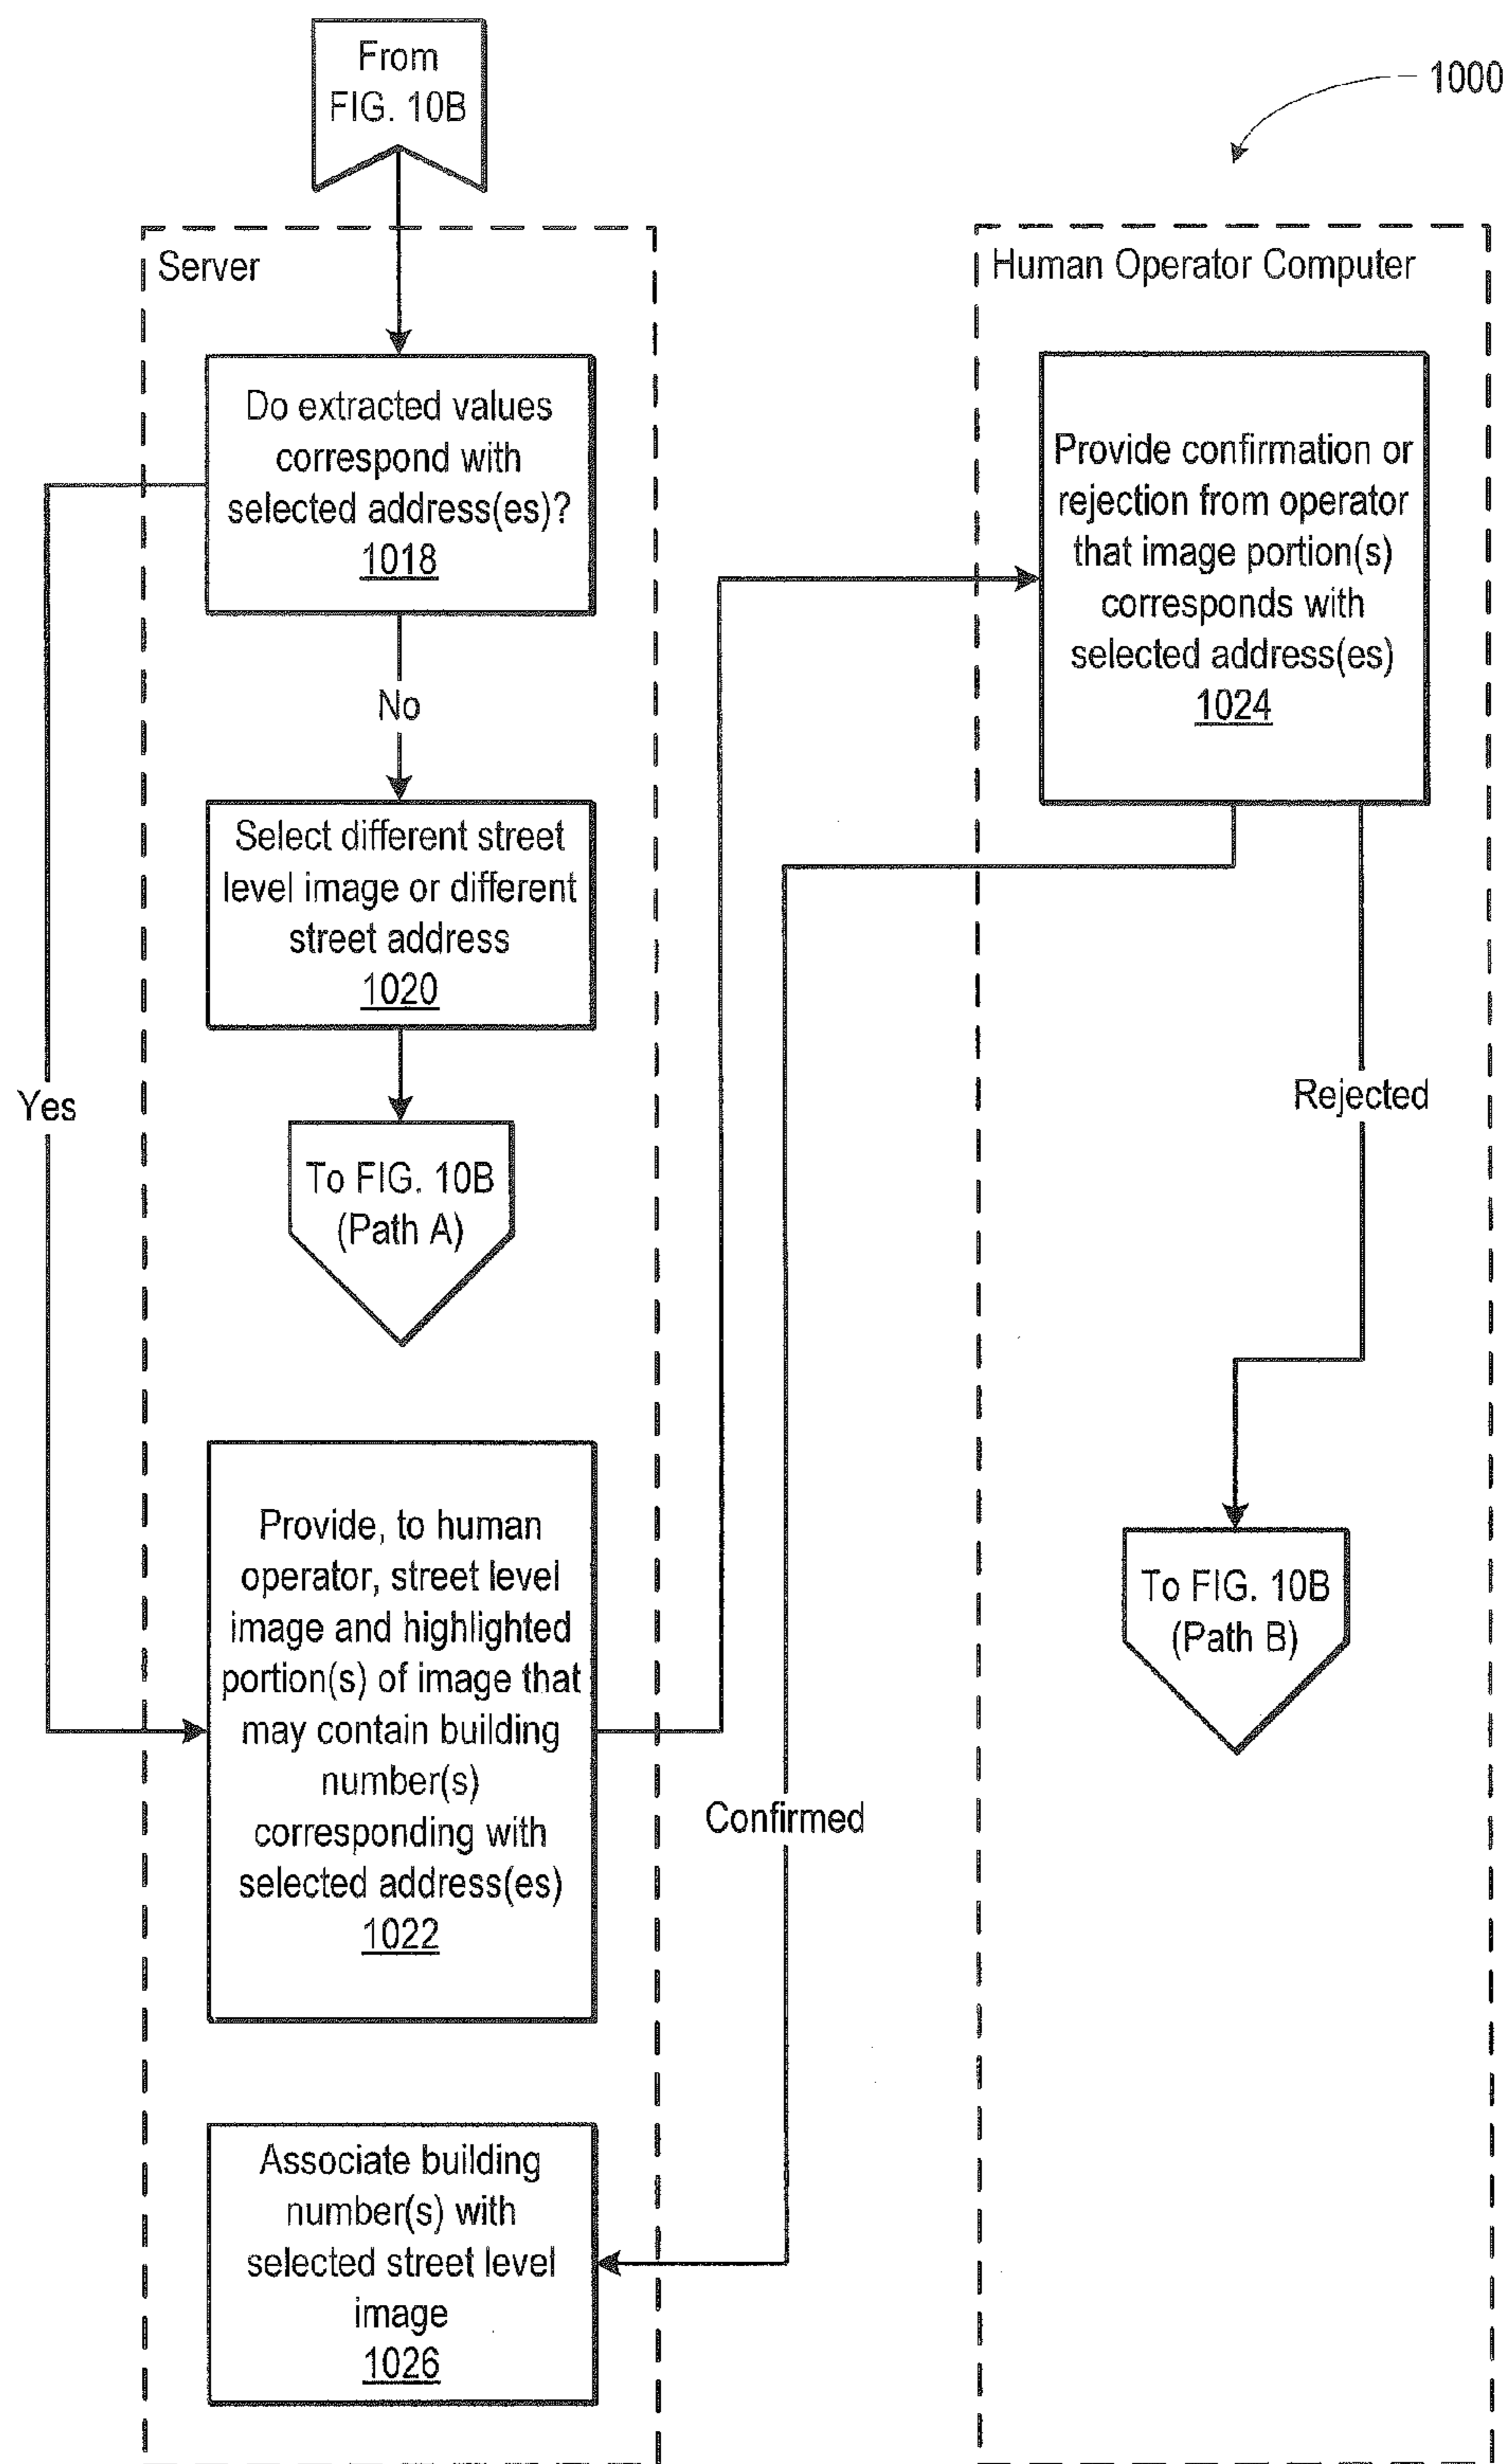 From
FIG. 10B
1000
Server
Do extracted values
correspond with
selected address(es)?
1018
No
Select different street
level image or different
street address
1020
To FIG. 10B
(Path A)
Yes
Provide, to human
operator, street level
image and highlighted
portion(s) of image that
may contain building
number(s)
corresponding with
selected address(es)
1022
Associate building
number(s) with
selected street level
image
1026
Confirmed
Human Operator Computer
Provide confirmation or
rejection from operator
that image portion(s)
corresponds with
selected address(es)
1024
Rejected
To FIG. 10B
(Path B)